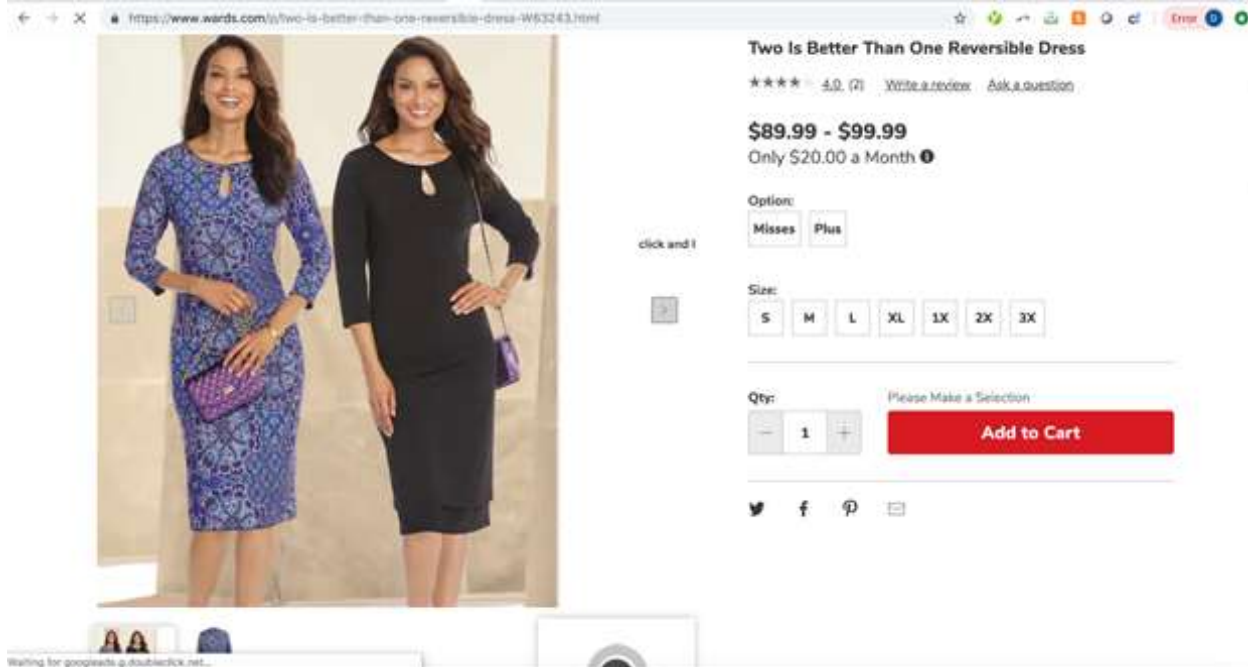 https://www.wards.com/p/two-is-better-than-one-reversible-dress-W63243.html
Error
D
Two Is Better Than One Reversible Dress
4.0 (2) Write a review Ask a question
$89.99 - $99.99
Only $20.00 a Month
Option:
Misses Plus
click and
Size:
S M L XL 1X 2X 3X
Qty: Please Make a Selection
1 Add to Cart
Waiting for googleads.g.doubleclick.net...